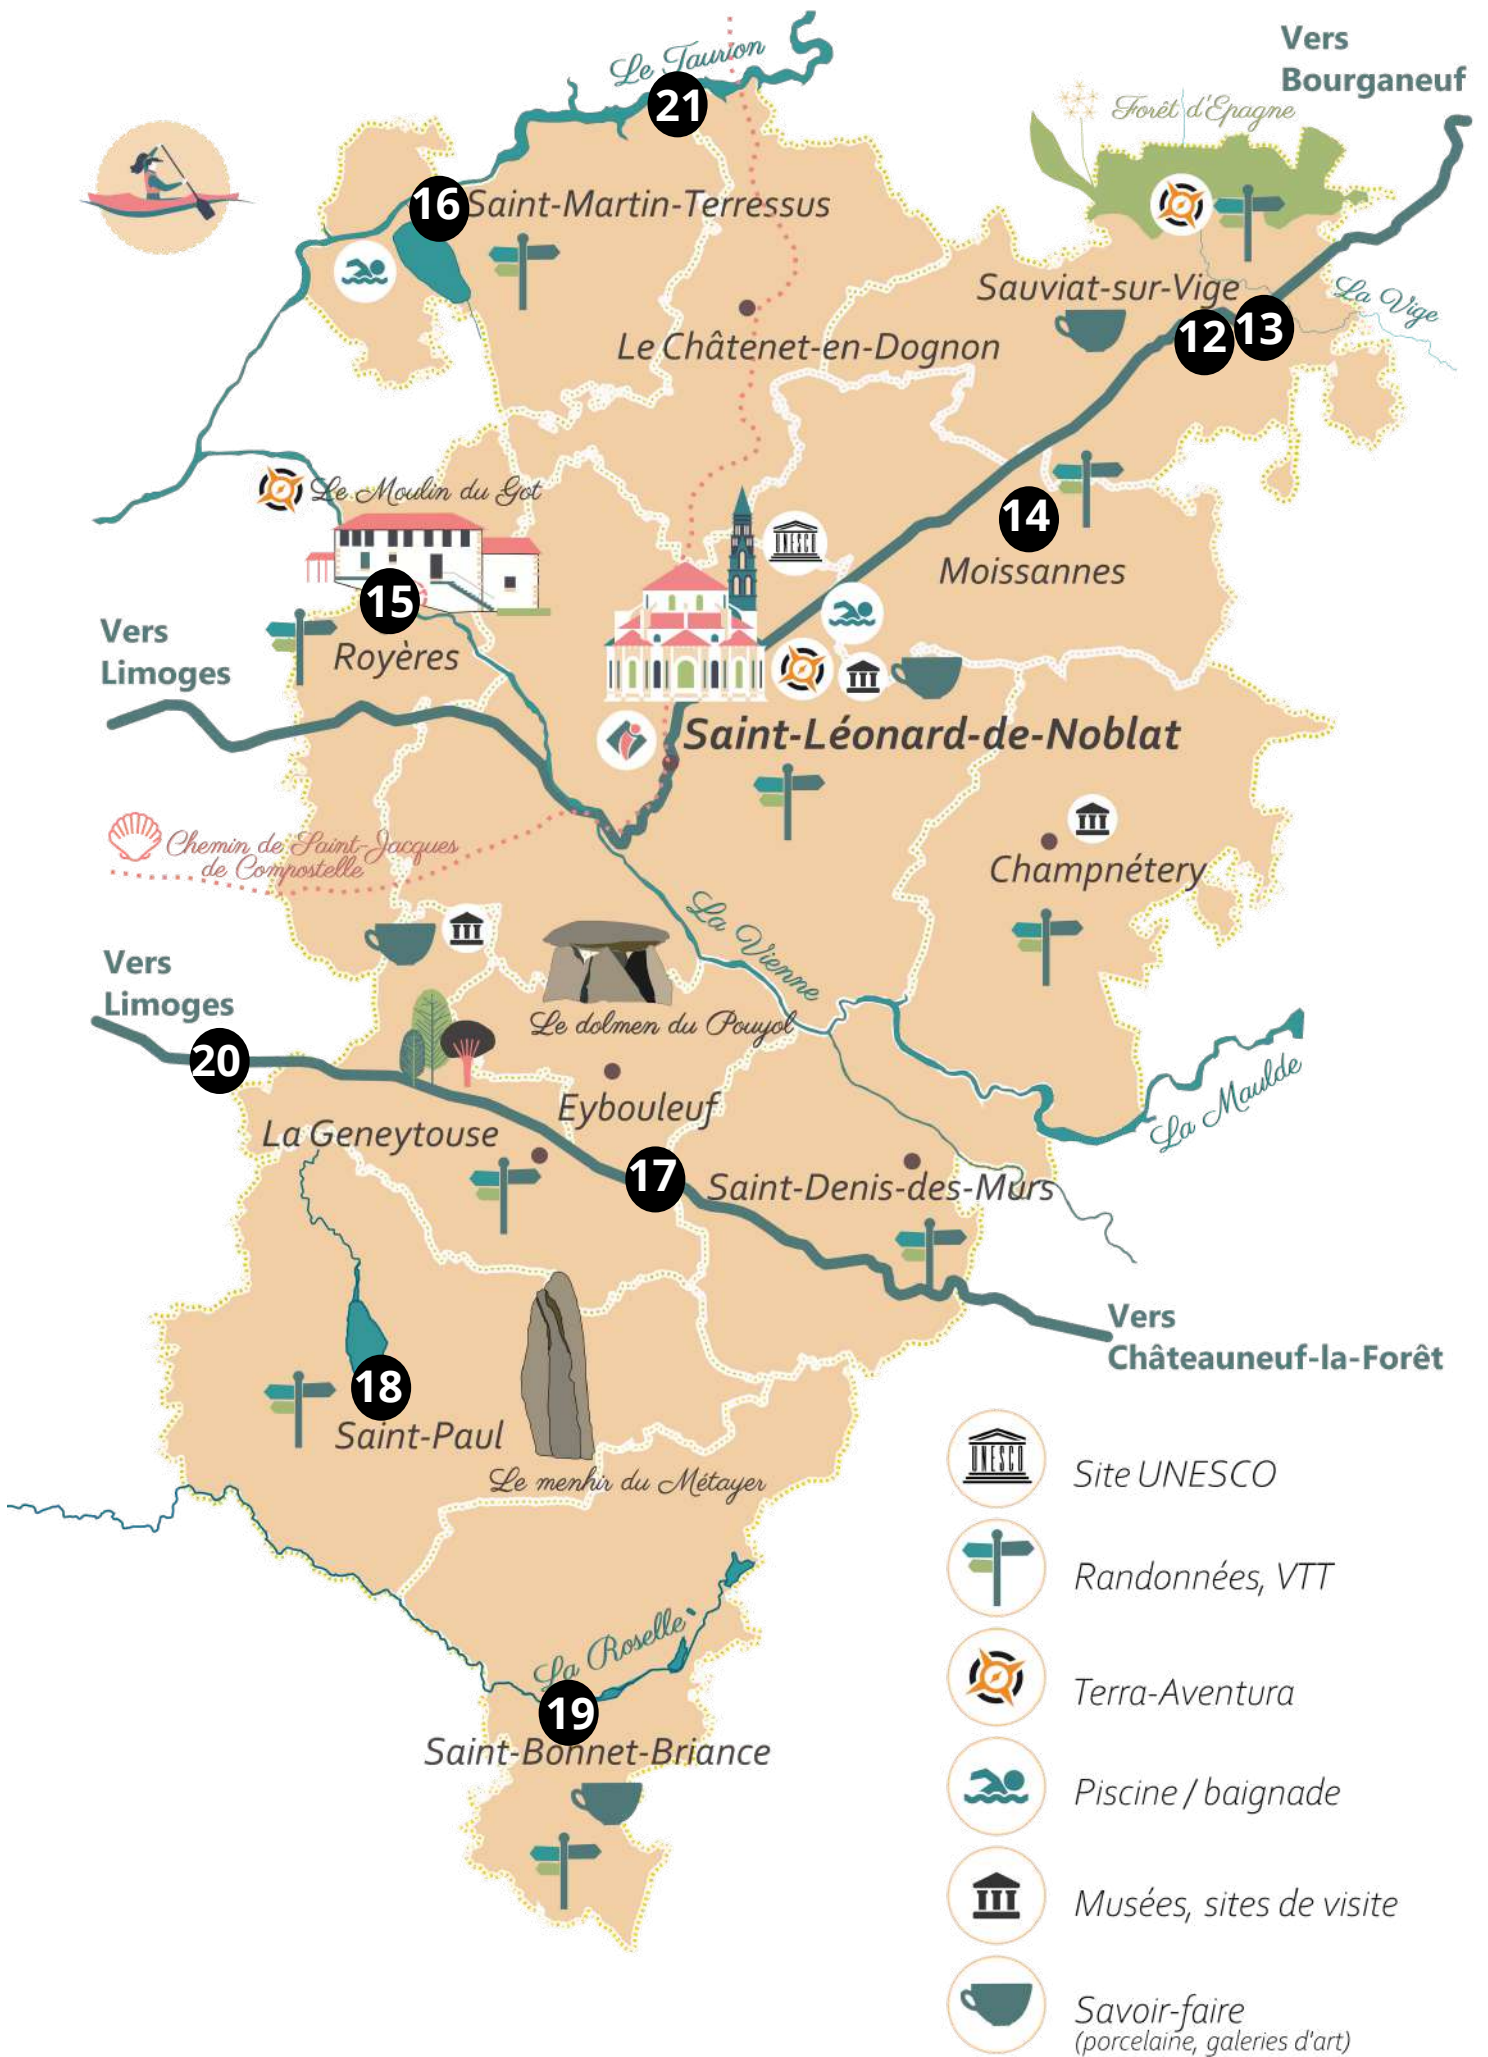 Le Taurion
21
Vers
Bourganeuf
Forêt d'Epagne
16
Saint-Martin-Terressus
Sauviat-sur-Vige
La Vige
12
13
Le Châtenet-en-Dognon
Le Moulin du Got
UNESCO
14
Moissannes
15
Vers
Limoges
Royères
Saint-Léonard-de-Noblat
Chemin de Saint-Jacques
de Compostelle
Champnétery
La Vienne
Vers
Limoges
20
Le dolmen du Pouyol
La Maulde
Eybouleuf
La Geneytouse
17
Saint-Denis-des-Murs
Vers
Châteauneuf-la-Forêt
18
Saint-Paul
Le menhir du Métayer
La Roselle
19
Saint-Bonnet-Briance
UNESCO
Site UNESCO
Randonnées, VTT
Terra-Aventura
Piscine / baignade
Musées, sites de visite
Savoir-faire
(porcelaine, galeries d'art)